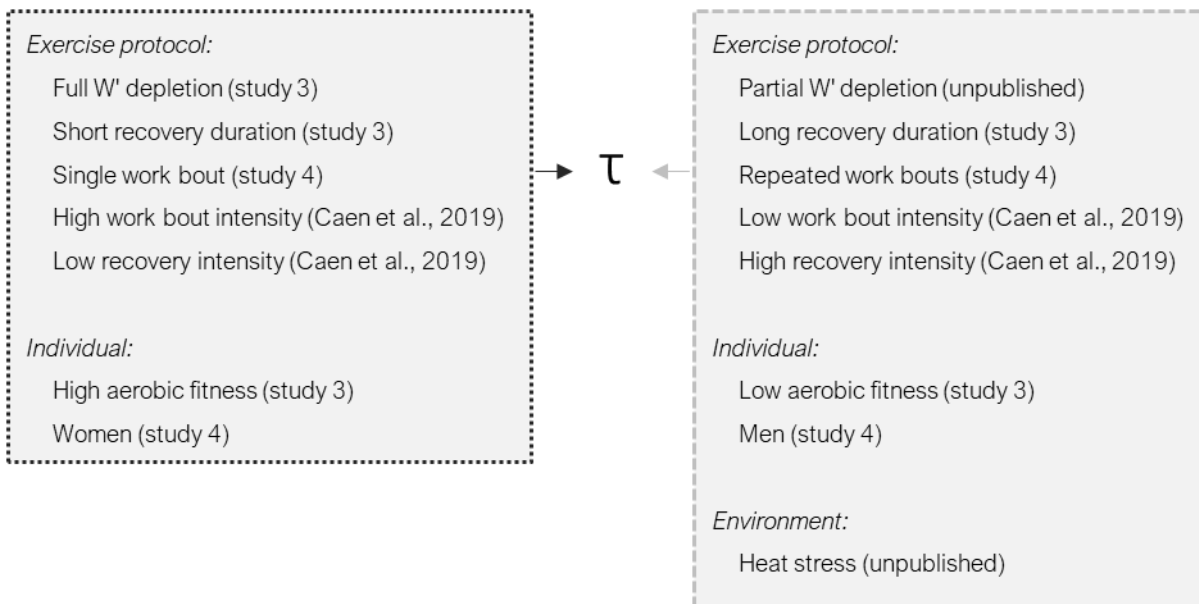 Exercise protocol:
Full W' depletion (study 3)
Short recovery duration (study 3)
Single work bout (study 4)
High work bout intensity (Caen et al., 2019)
Low recovery intensity (Caen et al., 2019)
Individual:
High aerobic fitness (study 3)
Women (study 4)
τ
Exercise protocol:
Partial W' depletion (unpublished)
Long recovery duration (study 3)
Repeated work bouts (study 4)
Low work bout intensity (Caen et al., 2019)
High recovery intensity (Caen et al., 2019)
Individual:
Low aerobic fitness (study 3)
Men (study 4)
Environment:
Heat stress (unpublished)